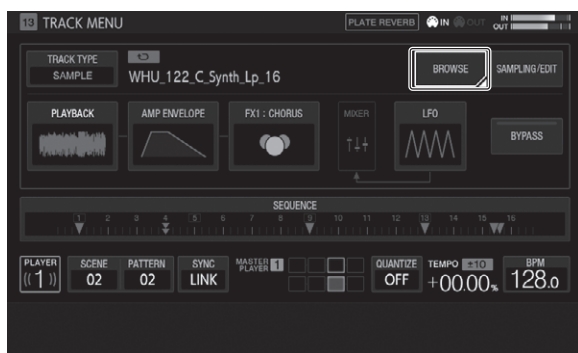 13 TRACK MENU PLATE REVERB IN OUT IN
OUT
TRACK TYPE
SAMPLE
WHU_122_C_Synth_Lp_16
BROWSE
SAMPLING/EDIT
PLAYBACK AMP ENVELOPE FX1 : CHORUS MIXER LFO
BYPASS
SEQUENCE
1 2 3 4 5 6 7 8 9 10 11 12 13 14 15 16
PLAYER
((1))
SCENE
02
PATTERN
02
SYNC
LINK
MASTER PLAYER 1
QUANTIZE
OFF
TEMPO ±10
+00.00%
BPM
128.0